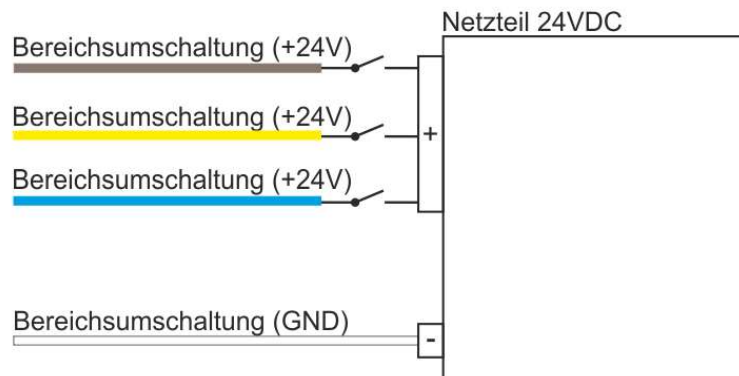 Netzteil 24VDC
Bereichsumschaltung (+24V)
Bereichsumschaltung (+24V)
+
Bereichsumschaltung (+24V)
Bereichsumschaltung (GND)
-